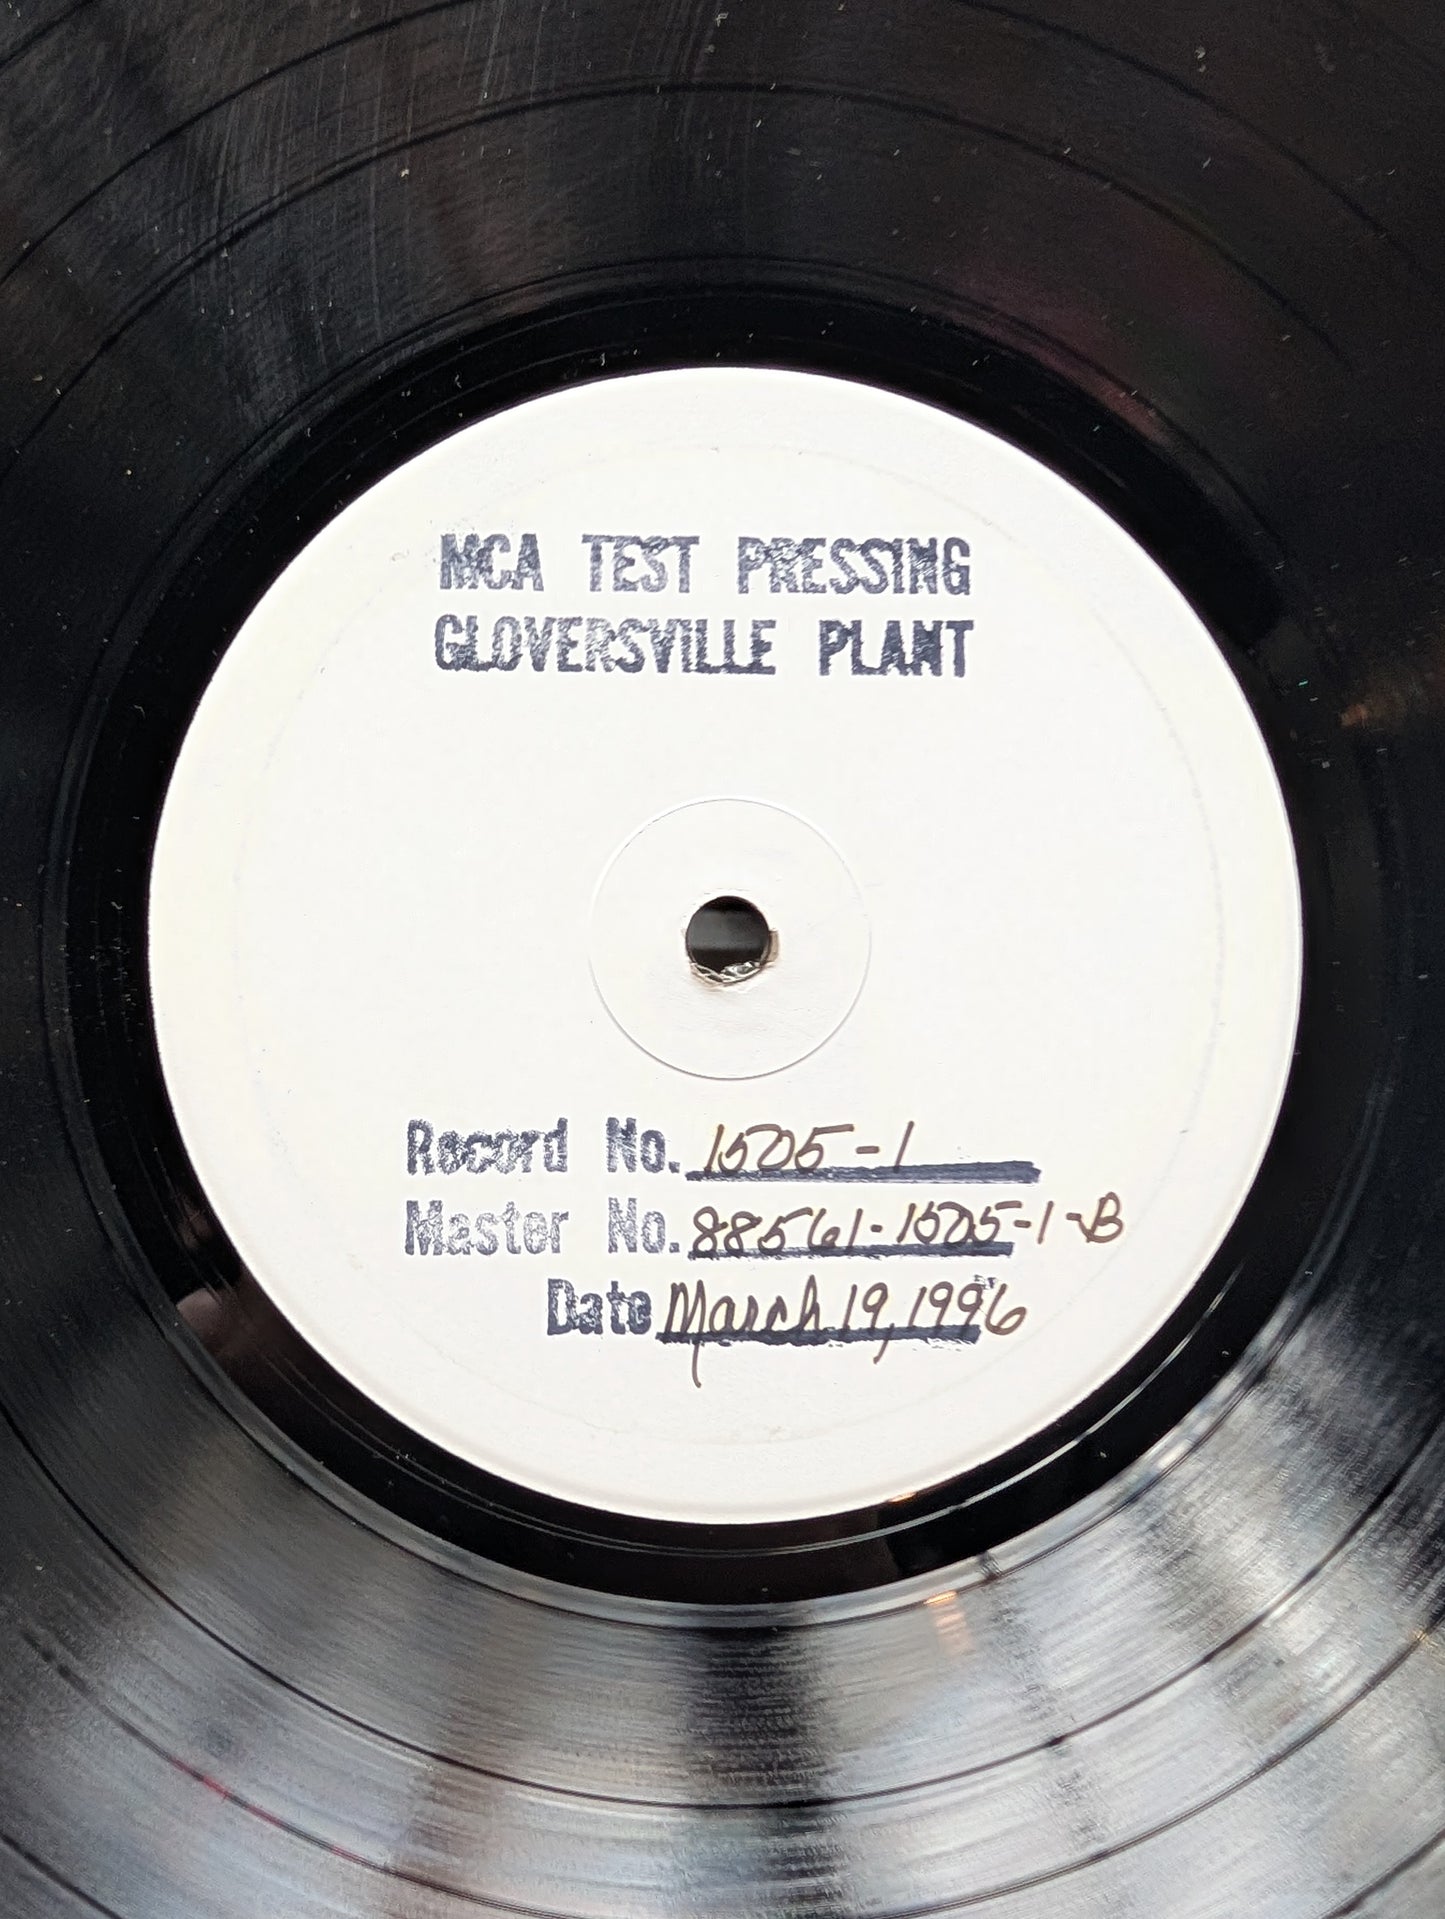 MCA TEST PRESSING
GLOVERSVILLE PLANT
Record No. 1505-1
Master No. 88561-1505-1-B
Date March 19, 1996